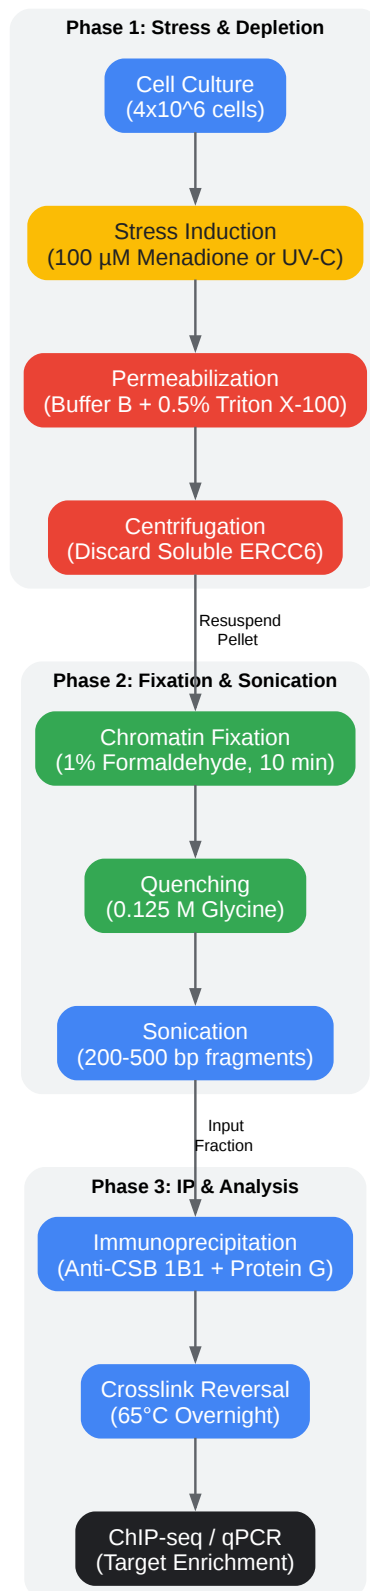 Phase 1: Stress & Depletion
Cell Culture
(4x10^6 cells)
Stress Induction
(100 µM Menadione or UV-C)
Permeabilization
(Buffer B + 0.5% Triton X-100)
Centrifugation
(Discard Soluble ERCC6)
Resuspend
Pellet
Phase 2: Fixation & Sonication
Chromatin Fixation
(1% Formaldehyde, 10 min)
Quenching
(0.125 M Glycine)
Sonication
(200-500 bp fragments)
Input
Fraction
Phase 3: IP & Analysis
Immunoprecipitation
(Anti-CSB 1B1 + Protein G)
Crosslink Reversal
(65°C Overnight)
ChIP-seq / qPCR
(Target Enrichment)